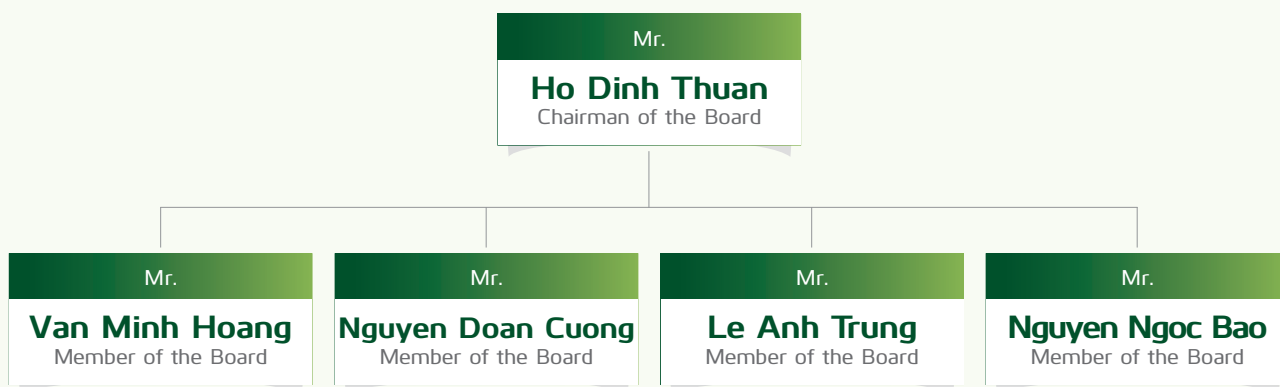 Mr.
Ho Dinh Thuan
Chairman of the Board
Mr.
Van Minh Hoang
Member of the Board
Mr.
Nguyen Doan Cuong
Member of the Board
Mr.
Le Anh Trung
Member of the Board
Mr.
Nguyen Ngoc Bao
Member of the Board